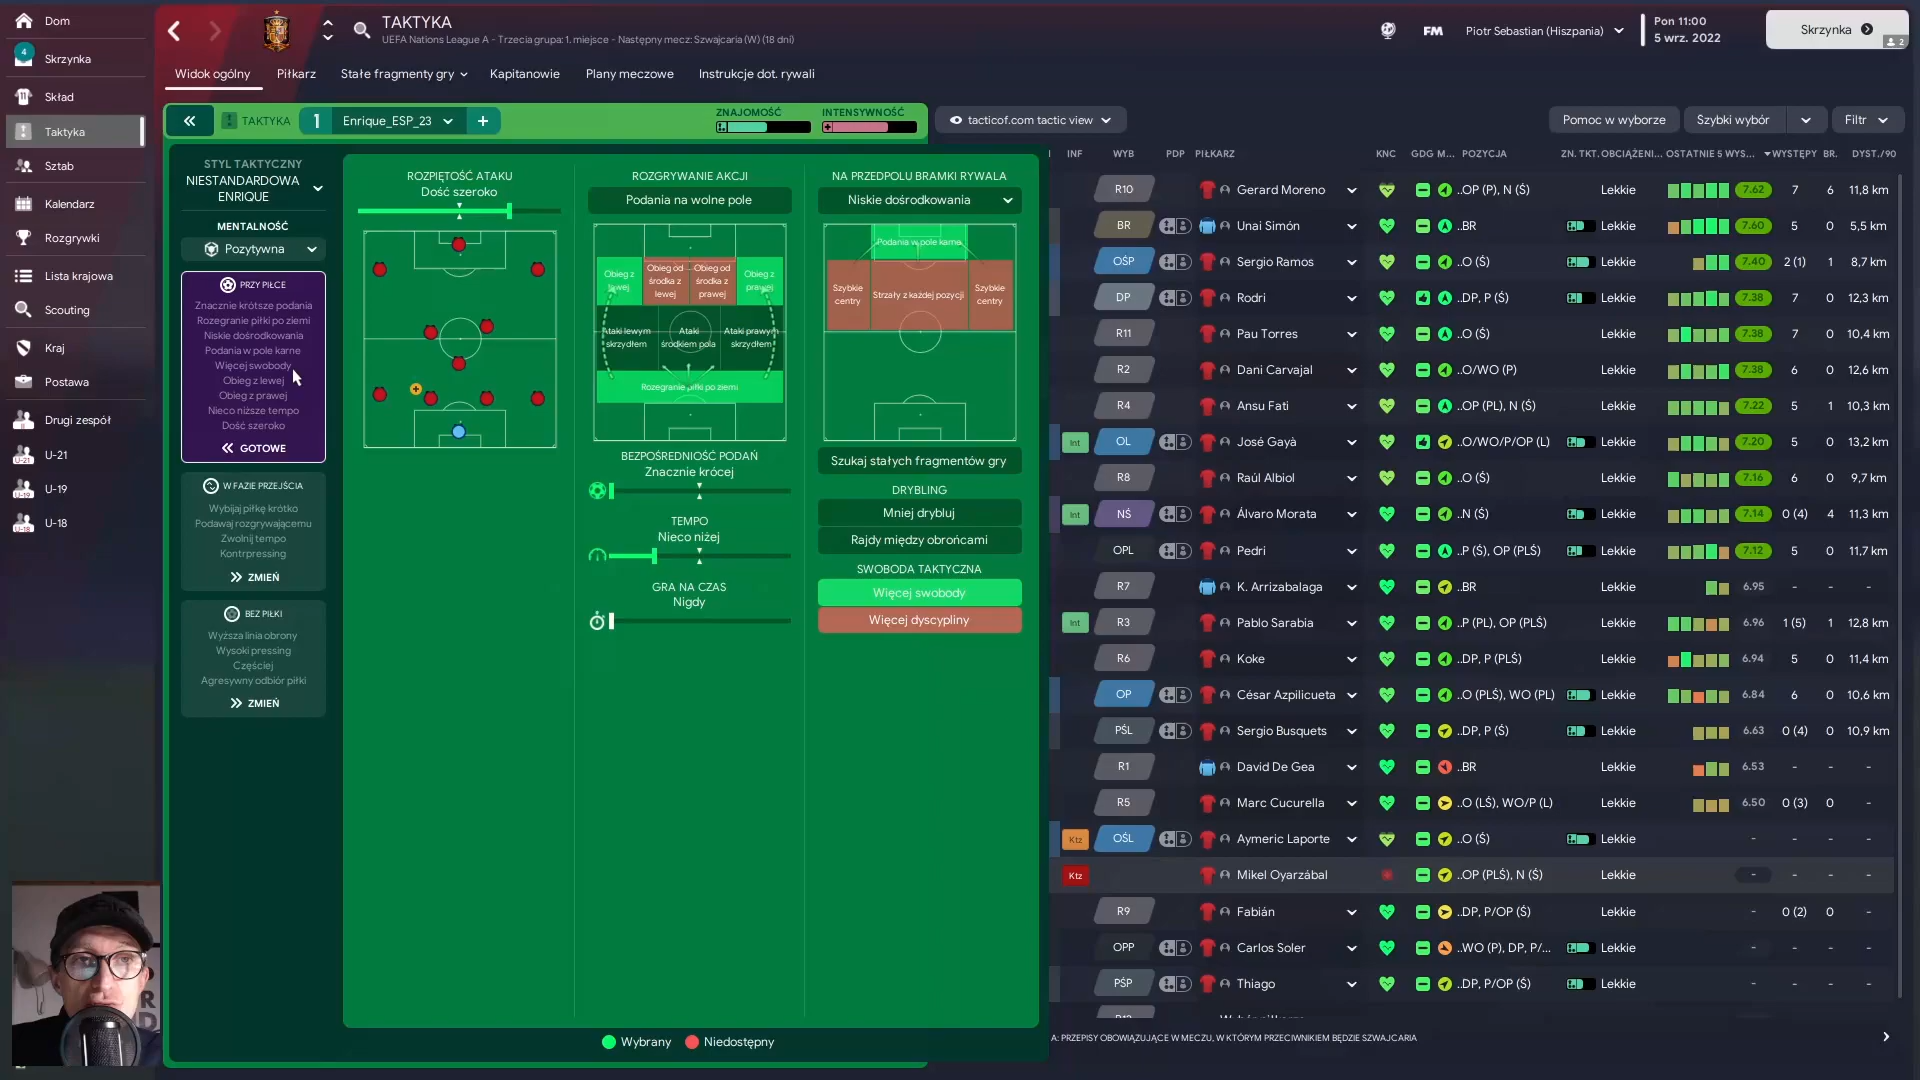 Dom
4
Skrzynka
Skład
Taktyka
Sztab
Kalendarz
Rozgrywki
Lista krajowa
Scouting
Kraj
Postawa
Drugi zespół
U-21
U-19
U-18
TAKTYKA
UEFA Nations League A - Trzecia grupa: 1. miejsce - Następny mecz: Szwajcaria (W) (18 dni)
FM
Piotr Sebastian (Hiszpania)
Pon 11:00
5 wrz. 2022
Skrzynka
2
Widok ogólny
Piłkarz
Stałe fragmenty gry
Kapitanowie
Plany meczowe
Instrukcje dot. rywali
TAKTYKA
1
Enrique_ESP_23
ZNAJOMOŚĆ
INTENSYWNOŚĆ
tacticof.com tactic view
Pomoc w wyborze
Szybki wybór
Filtr
STYL TAKTYCZNY
NIESTANDARDOWA
ENRIQUE
MENTALNOŚĆ
Pozytywna
PRZY PIŁCE
Znacznie krótsze podania
Rozegranie piłki po ziemi
Niskie dośrodkowania
Podania w pole karne
Więcej swobody
Obieg z lewej
Obieg z prawej
Nieco niższe tempo
Dość szeroko
GOTOWE
W FAZIE PRZEJŚCIA
Wybijaj piłkę krótko
Podawaj rozgrywającemu
Zwolnij tempo
Kontrpressing
ZMIEŃ
BEZ PIŁKI
Wyższa linia obrony
Wysoki pressing
Częściej
Agresywny odbiór piłki
ZMIEŃ
ROZPIĘTOŚĆ ATAKU
Dość szeroko
ROZGRYWANIE AKCJI
Podania na wolne pole
Obieg z lewej
Obieg od środka z lewej
Obieg od środka z prawej
Obieg z prawej
Ataki lewym skrzydłem
Ataki środkiem pola
Ataki prawym skrzydłem
Rozegranie piłki po ziemi
BEZPOŚREDNIOŚĆ PODAŃ
Znacznie krócej
TEMPO
Nieco niżej
GRA NA CZAS
Nigdy
NA PRZEDPOLU BRAMKI RYWALA
Niskie dośrodkowania
Podania w pole karne
Szybkie centry
Strzały z każdej pozycji
Szybkie centry
Szukaj stałych fragmentów gry
DRYBLING
Mniej drybluj
Rajdy między obrońcami
SWOBODA TAKTYCZNA
Więcej swobody
Więcej dyscypliny
Wybrany
Niedostępny
INF WYB PDP PIŁKARZ KNC GDG M... POZYCJA ZN. TKT. OBCIĄŻENI... OSTATNIE 5 WYS... WYSTĘPY BR. DYST./90
R10 Gerard Moreno ..OP (P), N (Ś) Lekkie 7.62 7 6 11,8 km
BR Unai Simón ..BR Lekkie 7.60 5 0 5,5 km
OŚP Sergio Ramos ..O (Ś) Lekkie 7.40 2 (1) 1 8,7 km
DP Rodri ..DP, P (Ś) Lekkie 7.38 7 0 12,3 km
R11 Pau Torres ..O (Ś) Lekkie 7.38 7 0 10,4 km
R2 Dani Carvajal ..O/WO (P) Lekkie 7.38 6 0 12,6 km
R4 Ansu Fati ..OP (PL), N (Ś) Lekkie 7.22 5 1 10,3 km
Int OL José Gayà ..O/WO/P/OP (L) Lekkie 7.20 5 0 13,2 km
R8 Raúl Albiol ..O (Ś) Lekkie 7.16 6 0 9,7 km
Int NŚ Álvaro Morata ..N (Ś) Lekkie 7.14 0 (4) 4 11,3 km
OPL Pedri ..P (Ś), OP (PLŚ) Lekkie 7.12 5 0 11,7 km
R7 K. Arrizabalaga ..BR Lekkie 6.95 - - -
Int R3 Pablo Sarabia ..P (PL), OP (PLŚ) Lekkie 6.96 1 (5) 1 12,8 km
R6 Koke ..DP, P (PLŚ) Lekkie 6.94 5 0 11,4 km
OP César Azpilicueta ..O (PLŚ), WO (PL) Lekkie 6.84 6 0 10,6 km
PŚL Sergio Busquets ..DP, P (Ś) Lekkie 6.63 0 (4) 0 10,9 km
R1 David De Gea ..BR Lekkie 6.53 - - -
R5 Marc Cucurella ..O (LŚ), WO/P (L) Lekkie 6.50 0 (3) 0 -
Ktz OŚL Aymeric Laporte ..O (Ś) Lekkie - - - -
Ktz Mikel Oyarzábal ..OP (PLŚ), N (Ś) Lekkie - - - -
R9 Fabián ..DP, P/OP (Ś) Lekkie - 0 (2) 0 -
OPP Carlos Soler ..WO (P), DP, P/... Lekkie - - - -
PŚP Thiago ..DP, P/OP (Ś) Lekkie - - - -
A: PRZEPISY OBOWIĄZUJĄCE W MECZU, W KTÓRYM PRZECIWNIKIEM BĘDZIE SZWAJCARIA